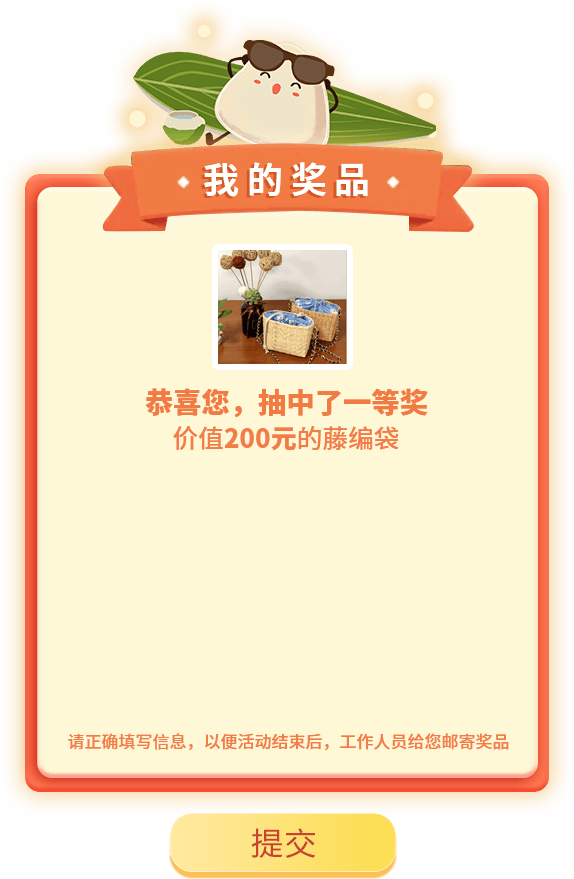 我的奖品
恭喜您，抽中了一等奖
价值200元的藤编袋
请正确填写信息，以便活动结束后，工作人员给您邮寄奖品
提交